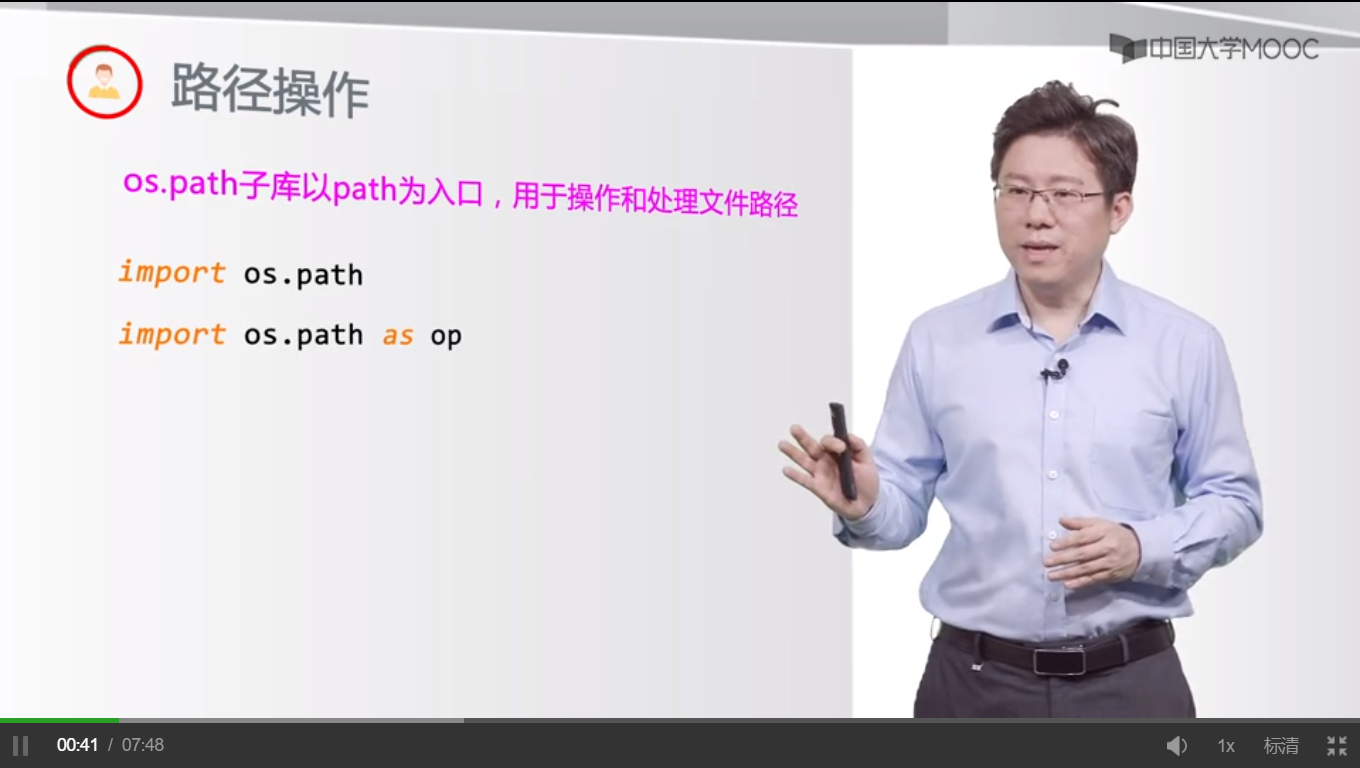 中国大学MOOC
路径操作
os.path子库以path为入口，用于操作和处理文件路径
import os.path
import os.path as op
00:41 / 07:48
1x
标清